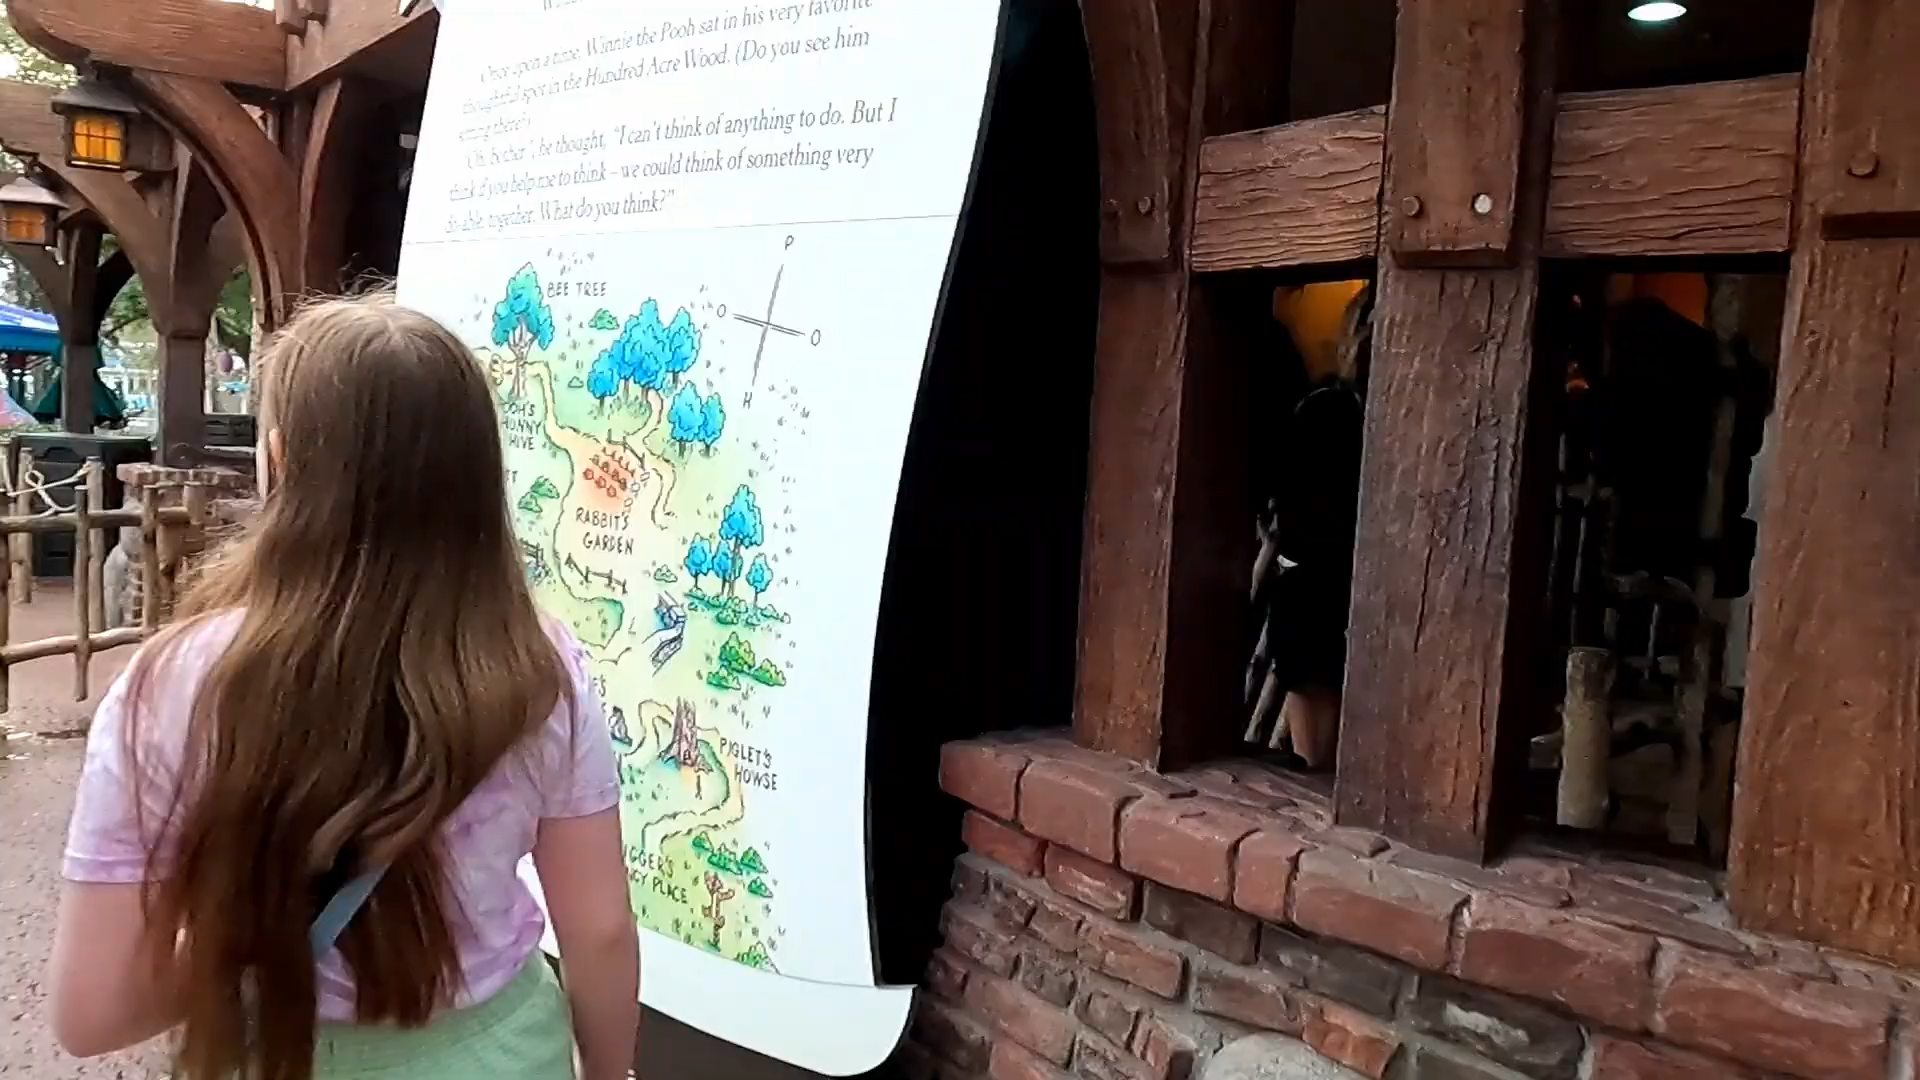 Once upon a time, Winnie the Pooh sat in his very favorite
thoughtful spot in the Hundred Acre Wood. (Do you see him
sitting there?)
"Oh, bother", he thought, "I can't think of anything to do. But I
think if you help me to think – we could think of something very
do-able, together. What do you think?"
P
BEE TREE
O
O
H
OOH'S
HUNNY
HIVE
RABBIT'S
GARDEN
PIGLET'S
HOWSE
IGGER'S
NCY PLACE